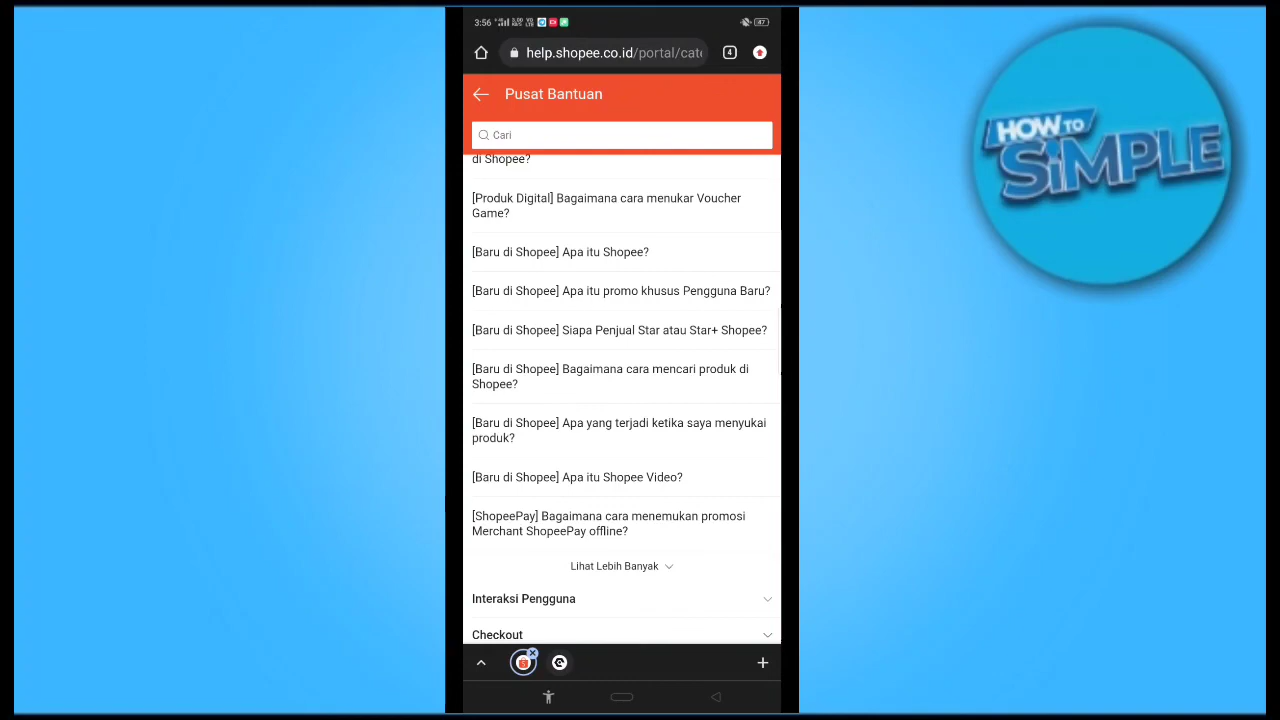 3:56
47
help.shopee.co.id/portal/cat
4
Pusat Bantuan
Cari
di Shopee?
[Produk Digital] Bagaimana cara menukar Voucher
Game?
[Baru di Shopee] Apa itu Shopee?
[Baru di Shopee] Apa itu promo khusus Pengguna Baru?
[Baru di Shopee] Siapa Penjual Star atau Star+ Shopee?
[Baru di Shopee] Bagaimana cara mencari produk di
Shopee?
[Baru di Shopee] Apa yang terjadi ketika saya menyukai
produk?
[Baru di Shopee] Apa itu Shopee Video?
[ShopeePay] Bagaimana cara menemukan promosi
Merchant ShopeePay offline?
Lihat Lebih Banyak
Interaksi Pengguna
Checkout
HOW TO
SiMPLE